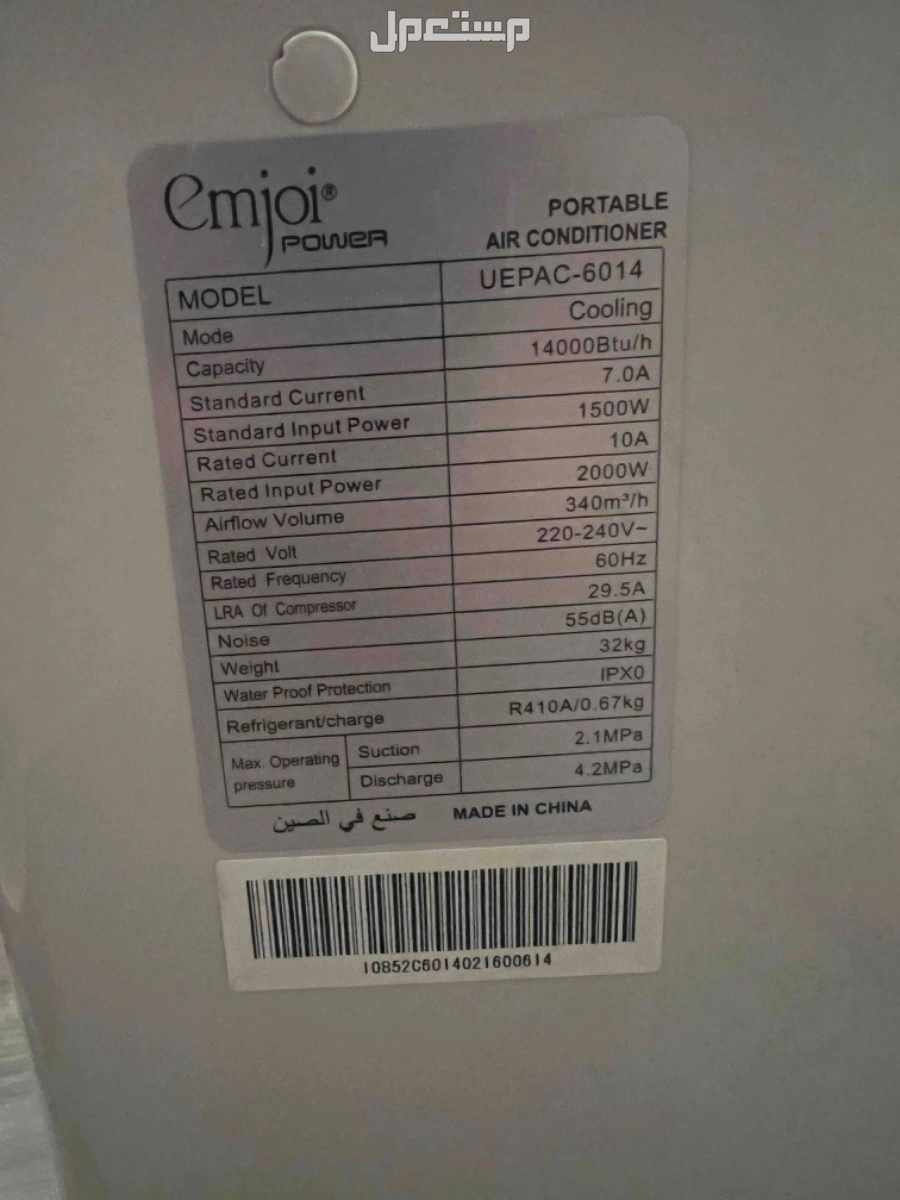 مستعمل
emjoi®
POWER
PORTABLE
AIR CONDITIONER
MODEL UEPAC-6014
Mode Cooling
Capacity 14000Btu/h
Standard Current 7.0A
Standard Input Power 1500W
Rated Current 10A
Rated Input Power 2000W
Airflow Volume 340m³/h
Rated Volt 220-240V~
Rated Frequency 60Hz
LRA Of Compressor 29.5A
Noise 55dB(A)
Weight 32kg
Water Proof Protection IPX0
Refrigerant/charge R410A/0.67kg
Max. Operating pressure Suction 2.1MPa
Discharge 4.2MPa
صنع في الصين MADE IN CHINA
10852C6014021600614